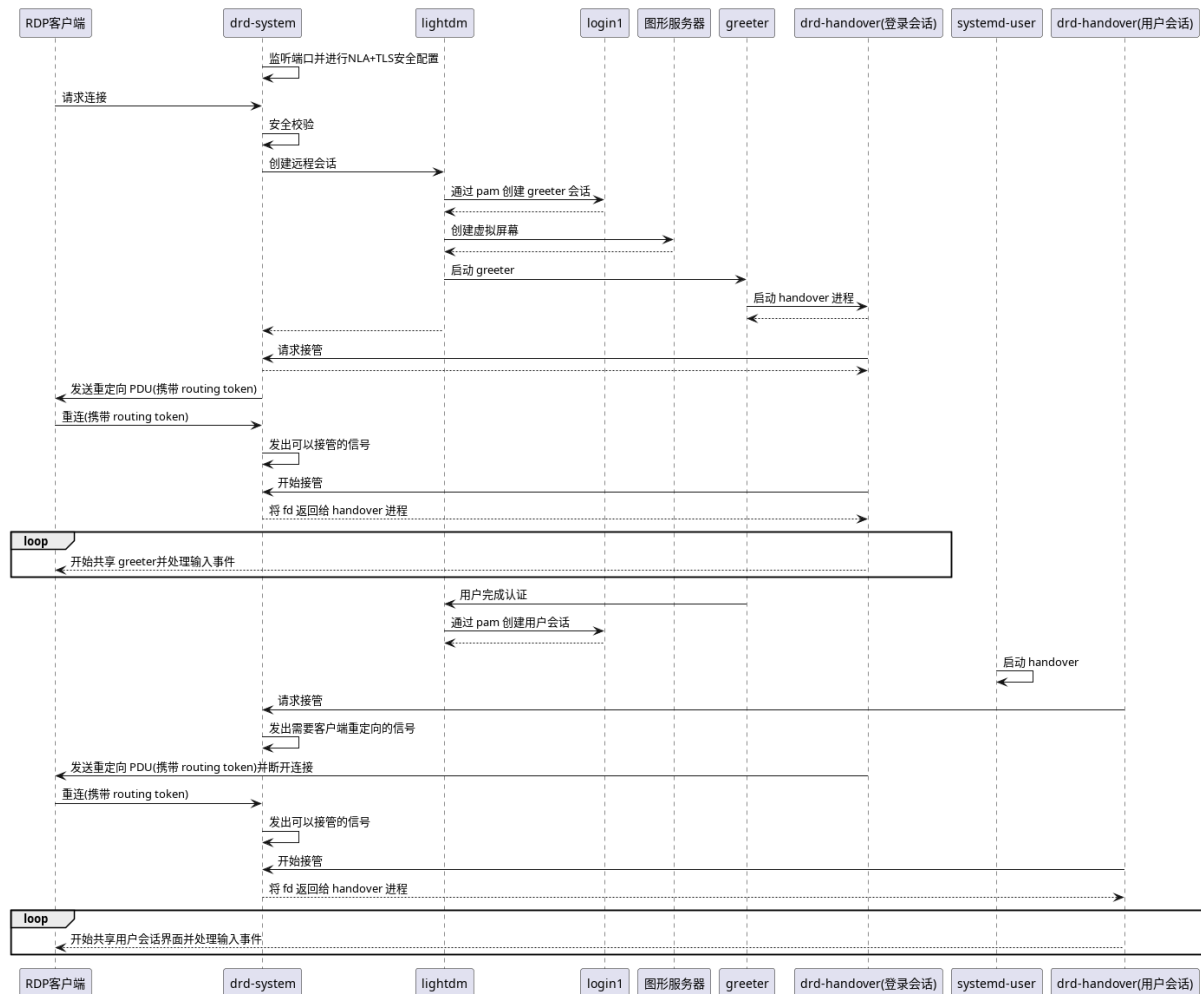 RDP客户端 drd-system lightdm login1 图形服务器 greeter drd-handover(登录会话) systemd-user drd-handover(用户会话)
监听端口并进行NLA+TLS安全配置
请求连接
安全校验
创建远程会话
通过 pam 创建 greeter 会话
创建虚拟屏幕
启动 greeter
启动 handover 进程
请求接管
发送重定向 PDU(携带 routing token)
重连(携带 routing token)
发出可以接管的信号
开始接管
将 fd 返回给 handover 进程
loop
开始共享 greeter并处理输入事件
用户完成认证
通过 pam 创建用户会话
启动 handover
请求接管
发出需要客户端重定向的信号
发送重定向 PDU(携带 routing token)并断开连接
重连(携带 routing token)
发出可以接管的信号
开始接管
将 fd 返回给 handover 进程
loop
开始共享用户会话界面并处理输入事件
RDP客户端 drd-system lightdm login1 图形服务器 greeter drd-handover(登录会话) systemd-user drd-handover(用户会话)